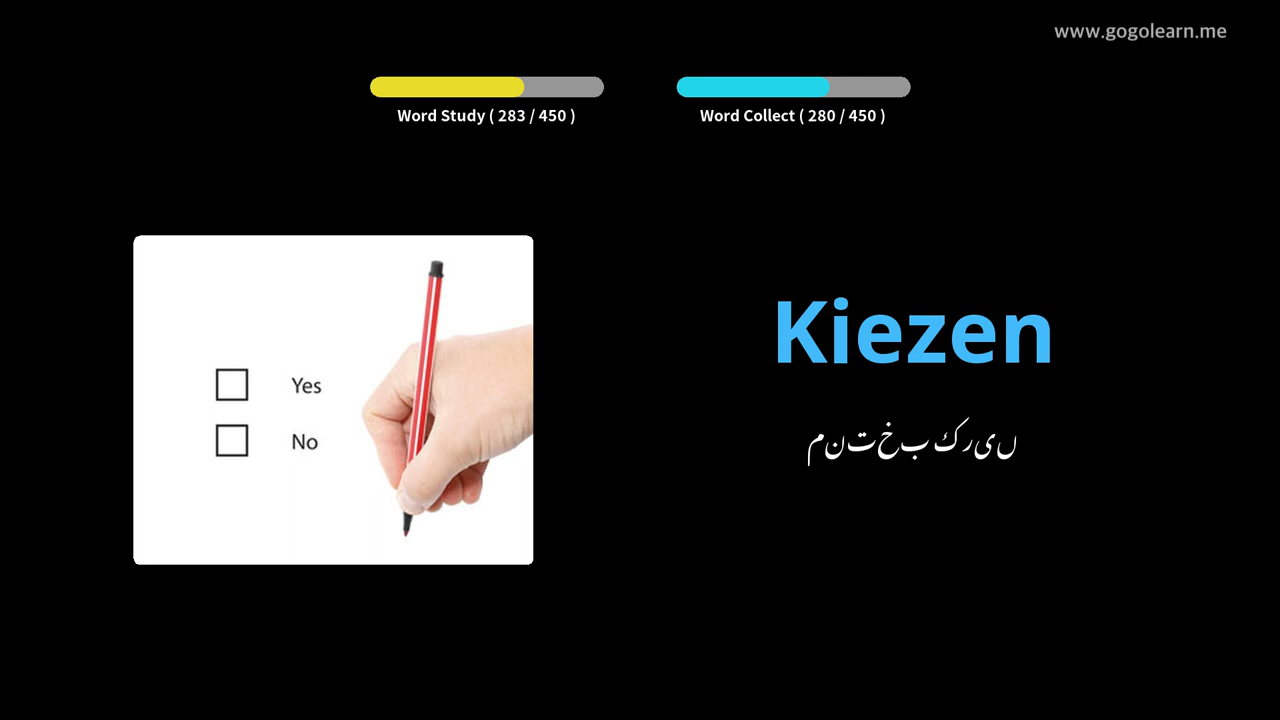 www.gogolearn.me
Word Study ( 283 / 450 )
Word Collect ( 280 / 450 )
Yes
No
Kiezen
منتخب کریں